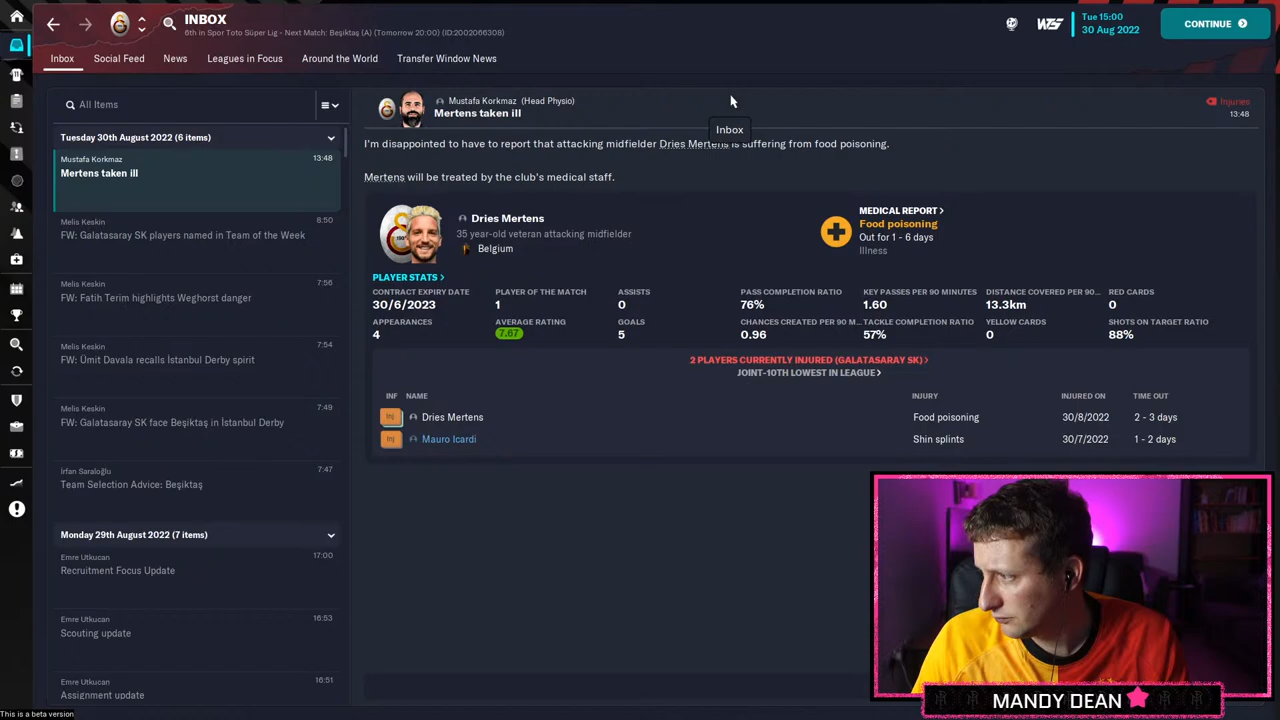 INBOX
6th in Spor Toto Süper Lig - Next Match: Beşiktaş (A) (Tomorrow 20:00) (ID:2002066308)
Tue 15:00
30 Aug 2022
CONTINUE
Inbox
Social Feed
News
Leagues in Focus
Around the World
Transfer Window News
All Items
Tuesday 30th August 2022 (6 items)
Mustafa Korkmaz
13:48
Mertens taken ill
Melis Keskin
8:50
FW: Galatasaray SK players named in Team of the Week
Melis Keskin
7:56
FW: Fatih Terim highlights Weghorst danger
Melis Keskin
7:54
FW: Ümit Davala recalls İstanbul Derby spirit
Melis Keskin
7:49
FW: Galatasaray SK face Beşiktaş in İstanbul Derby
İrfan Saraloğlu
7:47
Team Selection Advice: Beşiktaş
Monday 29th August 2022 (7 items)
Emre Utkucan
17:00
Recruitment Focus Update
Emre Utkucan
16:53
Scouting update
Emre Utkucan
16:51
Assignment update
This is a beta version
Mustafa Korkmaz (Head Physio)
Mertens taken ill
Injuries
13:48
Inbox
I'm disappointed to have to report that attacking midfielder Dries Mertens is suffering from food poisoning.
Mertens will be treated by the club's medical staff.
Dries Mertens
35 year-old veteran attacking midfielder
Belgium
MEDICAL REPORT >
Food poisoning
Out for 1 - 6 days
Illness
PLAYER STATS >
CONTRACT EXPIRY DATE
30/6/2023
PLAYER OF THE MATCH
1
ASSISTS
0
PASS COMPLETION RATIO
76%
KEY PASSES PER 90 MINUTES
1.60
DISTANCE COVERED PER 90...
13.3km
RED CARDS
0
APPEARANCES
4
AVERAGE RATING
7.67
GOALS
5
CHANCES CREATED PER 90 M...
0.96
TACKLE COMPLETION RATIO
57%
YELLOW CARDS
0
SHOTS ON TARGET RATIO
88%
2 PLAYERS CURRENTLY INJURED (GALATASARAY SK) >
JOINT-10TH LOWEST IN LEAGUE >
INF NAME INJURY INJURED ON TIME OUT
Inj Dries Mertens Food poisoning 30/8/2022 2 - 3 days
Inj Mauro Icardi Shin splints 30/7/2022 1 - 2 days
MANDY DEAN